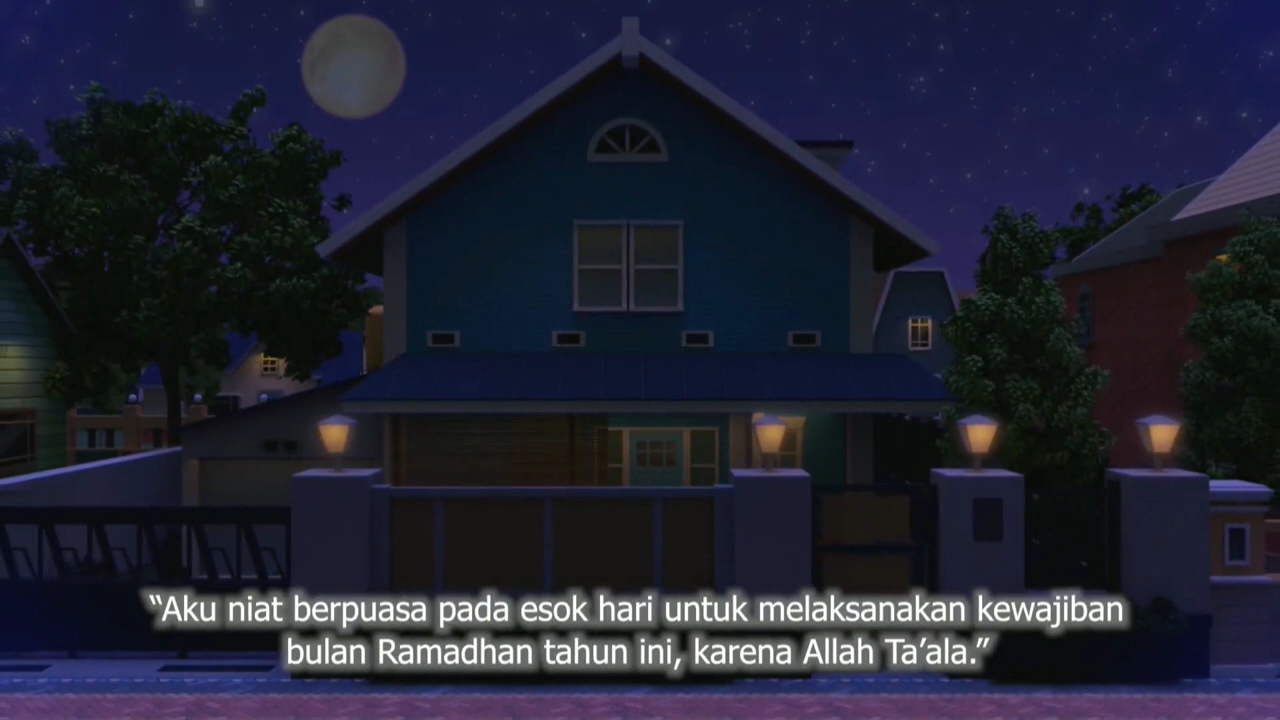 “Aku niat berpuasa pada esok hari untuk melaksanakan kewajiban
bulan Ramadhan tahun ini, karena Allah Ta’ala.”